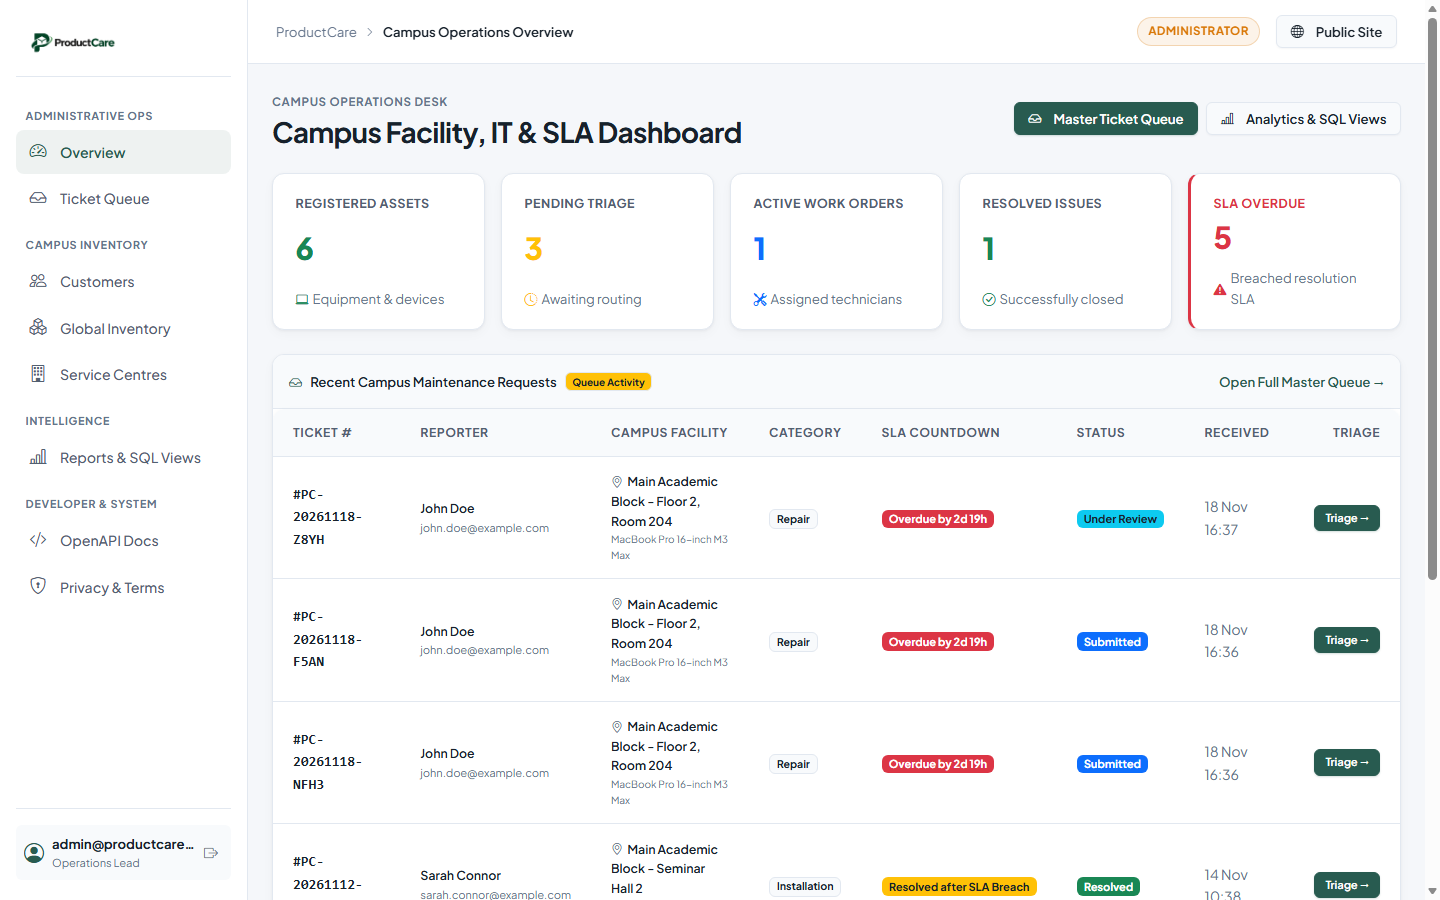 ProductCare
ADMINISTRATIVE OPS
Overview
Ticket Queue
CAMPUS INVENTORY
Customers
Global Inventory
Service Centres
INTELLIGENCE
Reports & SQL Views
DEVELOPER & SYSTEM
OpenAPI Docs
Privacy & Terms
admin@productcare...
Operations Lead
ProductCare > Campus Operations Overview
ADMINISTRATOR
Public Site
CAMPUS OPERATIONS DESK
Campus Facility, IT & SLA Dashboard
Master Ticket Queue
Analytics & SQL Views
REGISTERED ASSETS
6
Equipment & devices
PENDING TRIAGE
3
Awaiting routing
ACTIVE WORK ORDERS
1
Assigned technicians
RESOLVED ISSUES
1
Successfully closed
SLA OVERDUE
5
Breached resolution
SLA
Recent Campus Maintenance Requests
Queue Activity
Open Full Master Queue →
TICKET # REPORTER CAMPUS FACILITY CATEGORY SLA COUNTDOWN STATUS RECEIVED TRIAGE
#PC-
20261118-
Z8YH
John Doe
john.doe@example.com
Main Academic
Block - Floor 2,
Room 204
MacBook Pro 16-inch M3
Max
Repair
Overdue by 2d 19h
Under Review
18 Nov
16:37
Triage →
#PC-
20261118-
F5AN
John Doe
john.doe@example.com
Main Academic
Block - Floor 2,
Room 204
MacBook Pro 16-inch M3
Max
Repair
Overdue by 2d 19h
Submitted
18 Nov
16:36
Triage →
#PC-
20261118-
NFH3
John Doe
john.doe@example.com
Main Academic
Block - Floor 2,
Room 204
MacBook Pro 16-inch M3
Max
Repair
Overdue by 2d 19h
Submitted
18 Nov
16:36
Triage →
#PC-
20261112-
Sarah Connor
sarah.connor@example.com
Main Academic
Block - Seminar
Hall 2
Installation
Resolved after SLA Breach
Resolved
14 Nov
10:38
Triage →